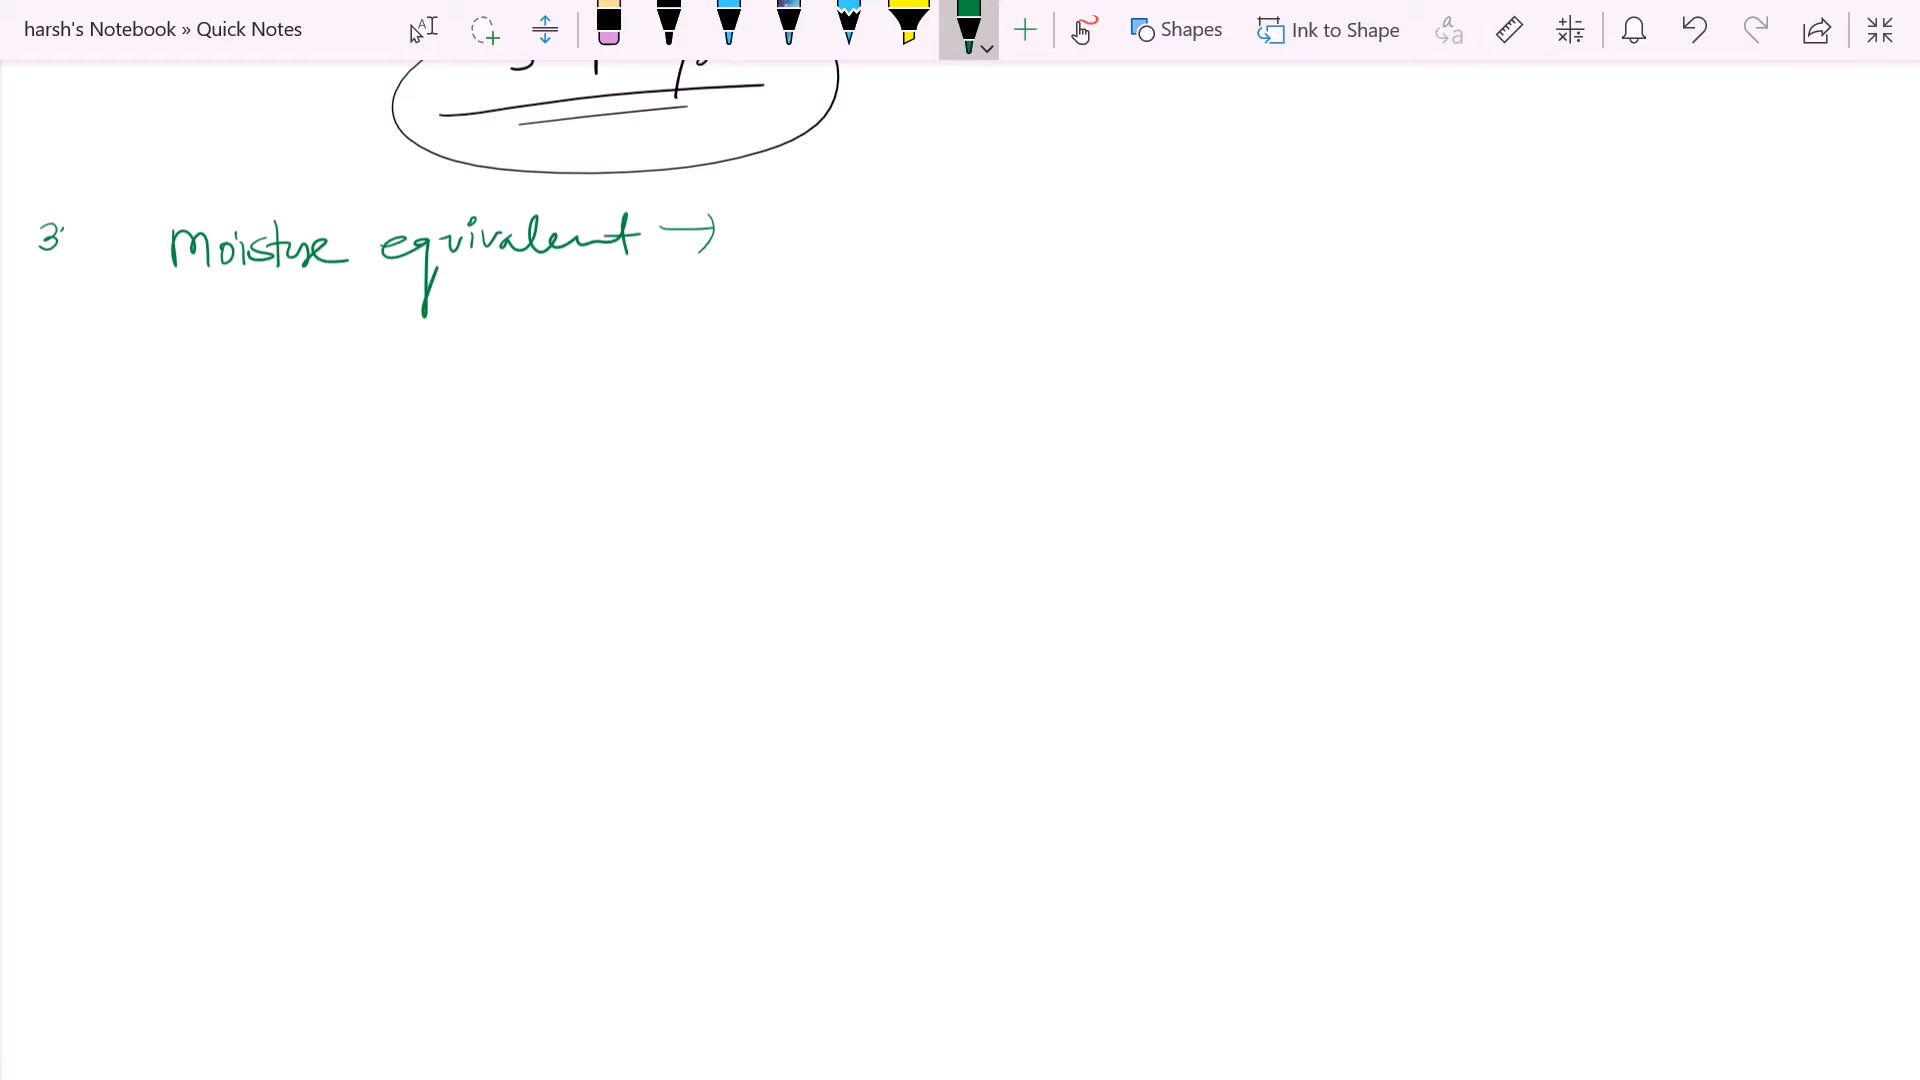 harsh's Notebook » Quick Notes
Shapes
Ink to Shape
3. Moisture equivalent →